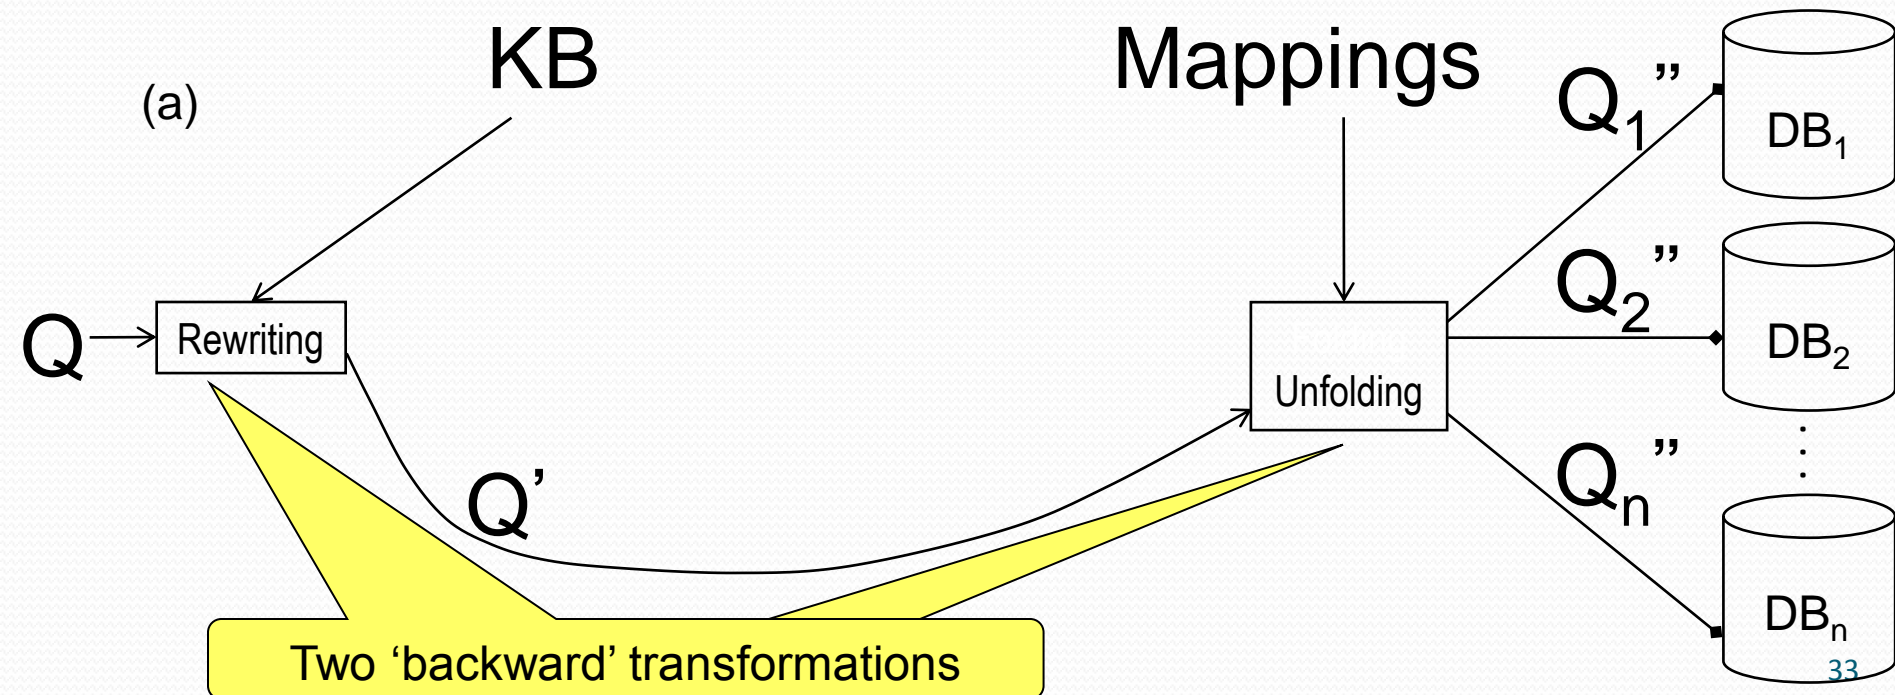 KB
Mappings
(a)
Q₁”
DB₁
Q
Rewriting
Q₂”
DB₂
Unfolding
Q’
Qₙ”
⋮
DBₙ
Two ‘backward’ transformations
33